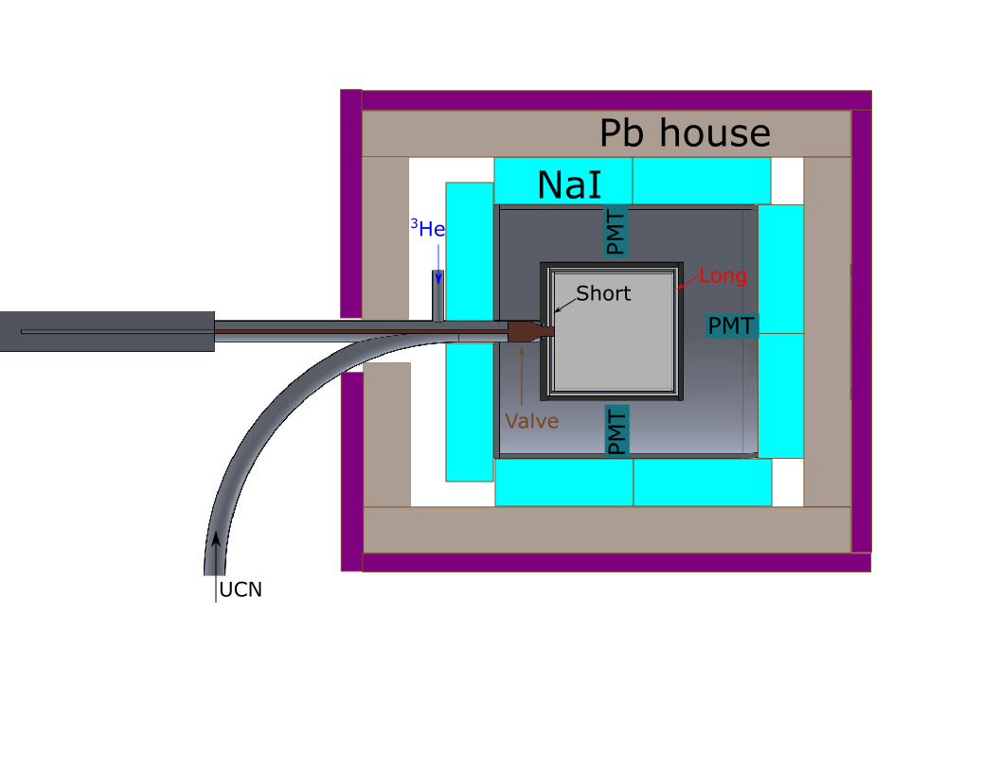 Pb house
NaI
PMT
³He
Long
Short
PMT
Valve
PMT
UCN